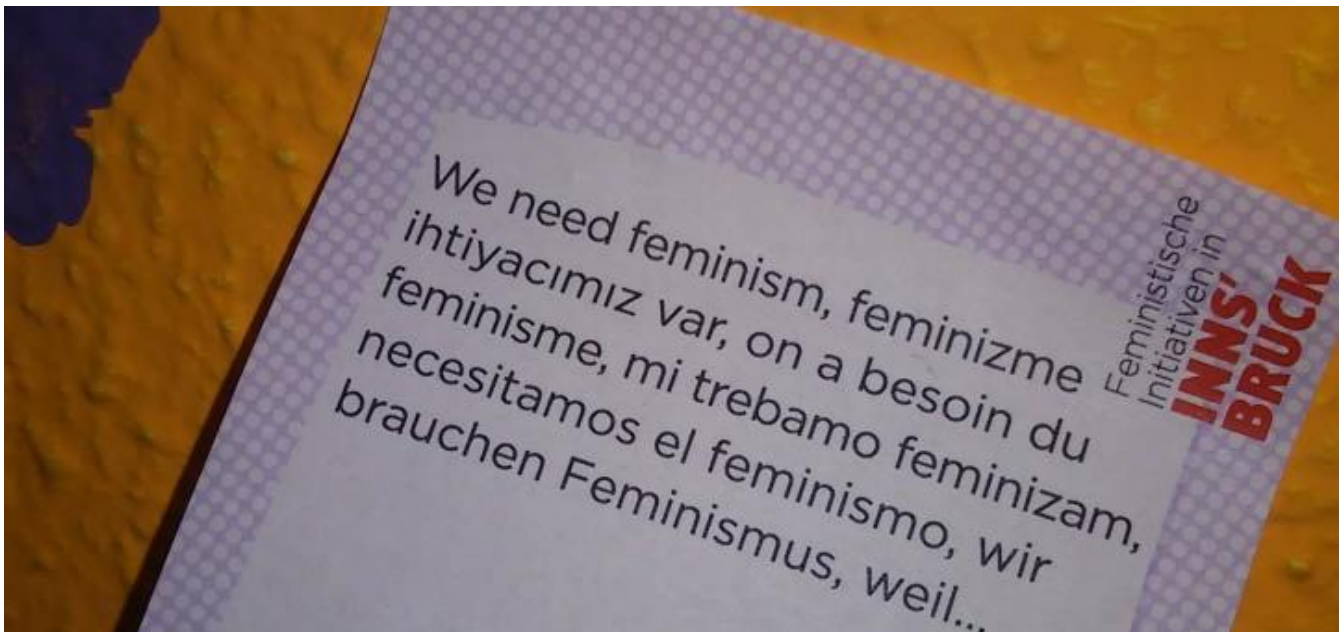 We need feminism, feminizme
ihtiyacımız var, on a besoin du
feminisme, mi trebamo feminizam,
necesitamos el feminismo, wir
brauchen Feminismus, weil...
Feministische
Initiativen in
INNS'
BRUCK